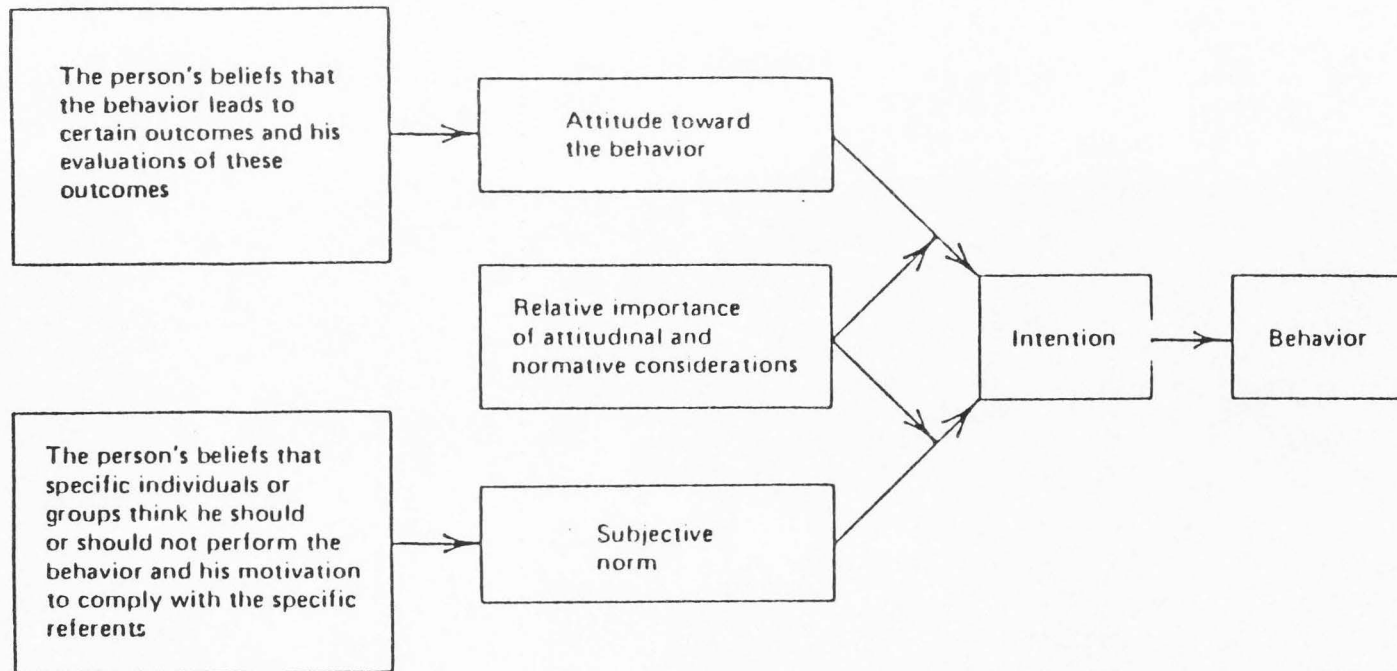 The person's beliefs that
the behavior leads to
certain outcomes and his
evaluations of these
outcomes
Attitude toward
the behavior
Relative importance
of attitudinal and
normative considerations
Intention
Behavior
The person's beliefs that
specific individuals or
groups think he should
or should not perform the
behavior and his motivation
to comply with the specific
referents
Subjective
norm